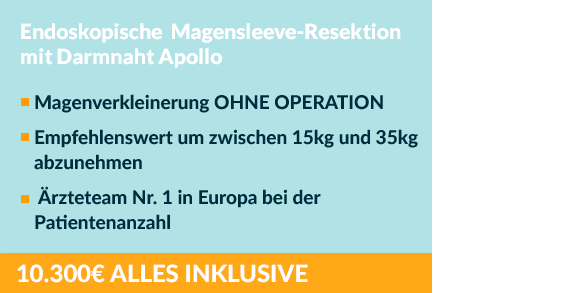 Endoskopische Magensleeve-Resektion
mit Darmnaht Apollo
Magenverkleinerung OHNE OPERATION
Empfehlenswert um zwischen 15kg und 35kg
abzunehmen
Ärzteteam Nr. 1 in Europa bei der
Patientenanzahl
10.300€ ALLES INKLUSIVE